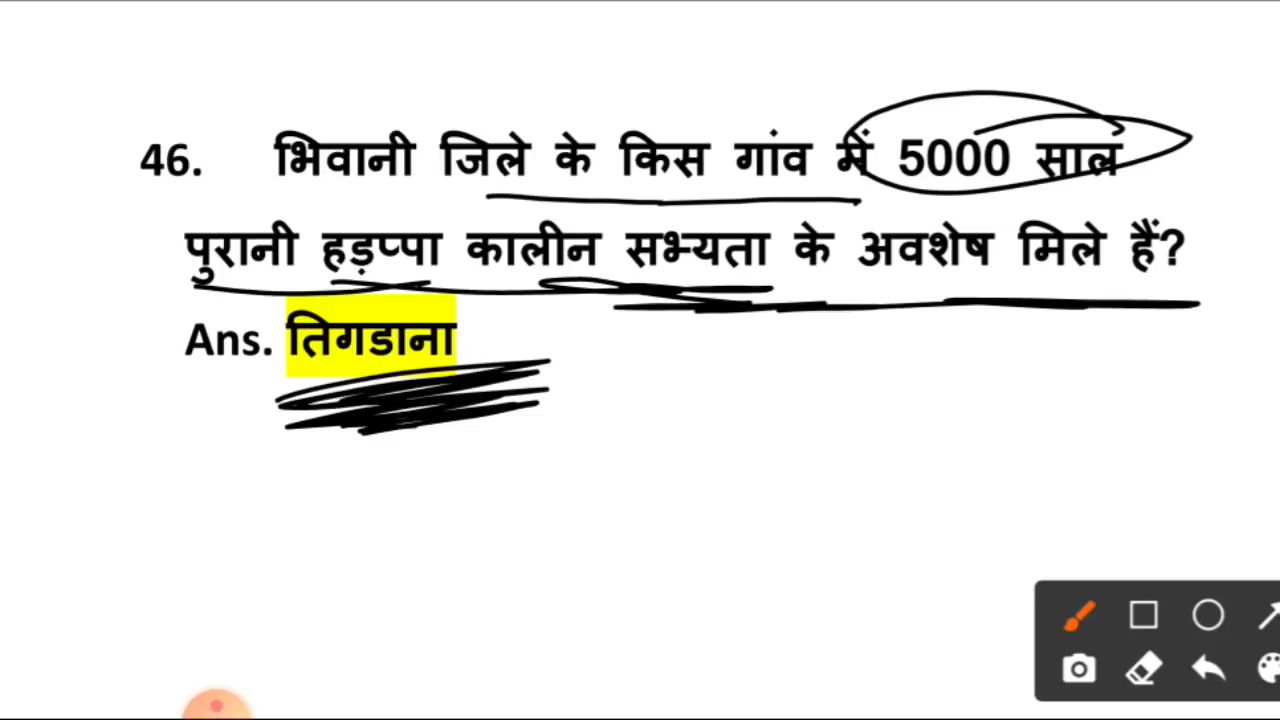 46. भिवानी जिले के किस गांव में 5000 साल
पुरानी हड़प्पा कालीन सभ्यता के अवशेष मिले हैं?
Ans. तिगडाना